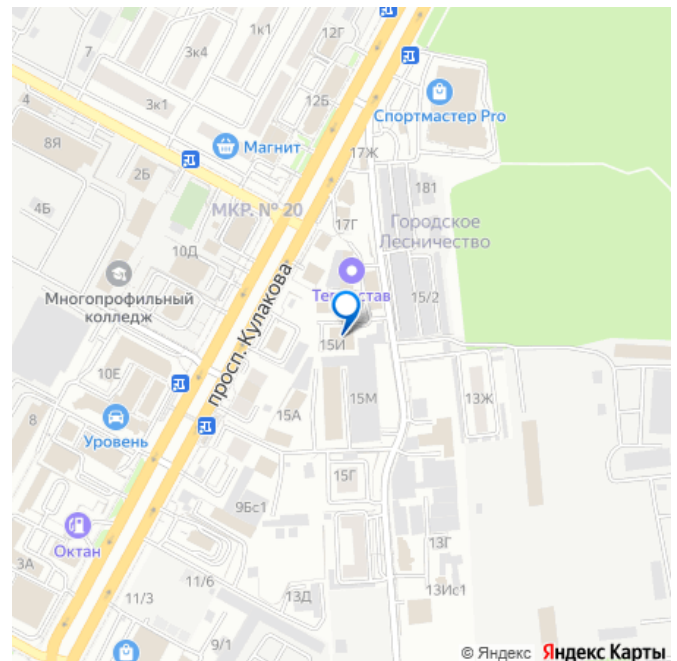 1к1
12Г
7
3к4
4
3к1
12Б
Спортмастер Pro
8Я
Магнит
17Ж
2Б
181
4Б
МКР. № 20
17Г
Городское
Лесничество
10Д
Многопрофильный
колледж
просп. Кулакова
15/2
15И
10Е
15М
13Ж
8
Уровень
15А
15Г
9Бс1
Октан
13Г
3А
11/6
11/3
13Д
13Ис1
9/1
© Яндекс Яндекс Карты